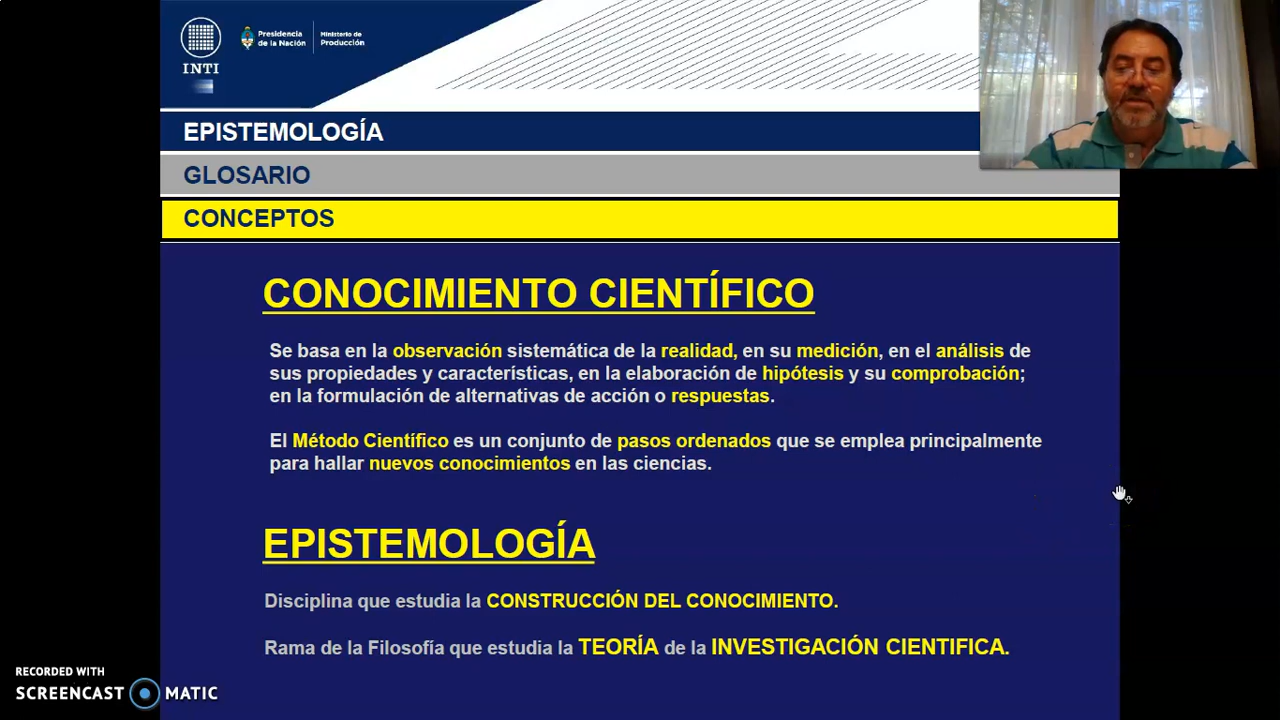 INTI
Presidencia
de la Nación
Ministerio de
Producción
EPISTEMOLOGÍA
GLOSARIO
CONCEPTOS
CONOCIMIENTO CIENTÍFICO
Se basa en la observación sistemática de la realidad, en su medición, en el análisis de
sus propiedades y características, en la elaboración de hipótesis y su comprobación;
en la formulación de alternativas de acción o respuestas.
El Método Científico es un conjunto de pasos ordenados que se emplea principalmente
para hallar nuevos conocimientos en las ciencias.
EPISTEMOLOGÍA
Disciplina que estudia la CONSTRUCCIÓN DEL CONOCIMIENTO.
Rama de la Filosofía que estudia la TEORÍA de la INVESTIGACIÓN CIENTIFICA.
RECORDED WITH
SCREENCAST MATIC